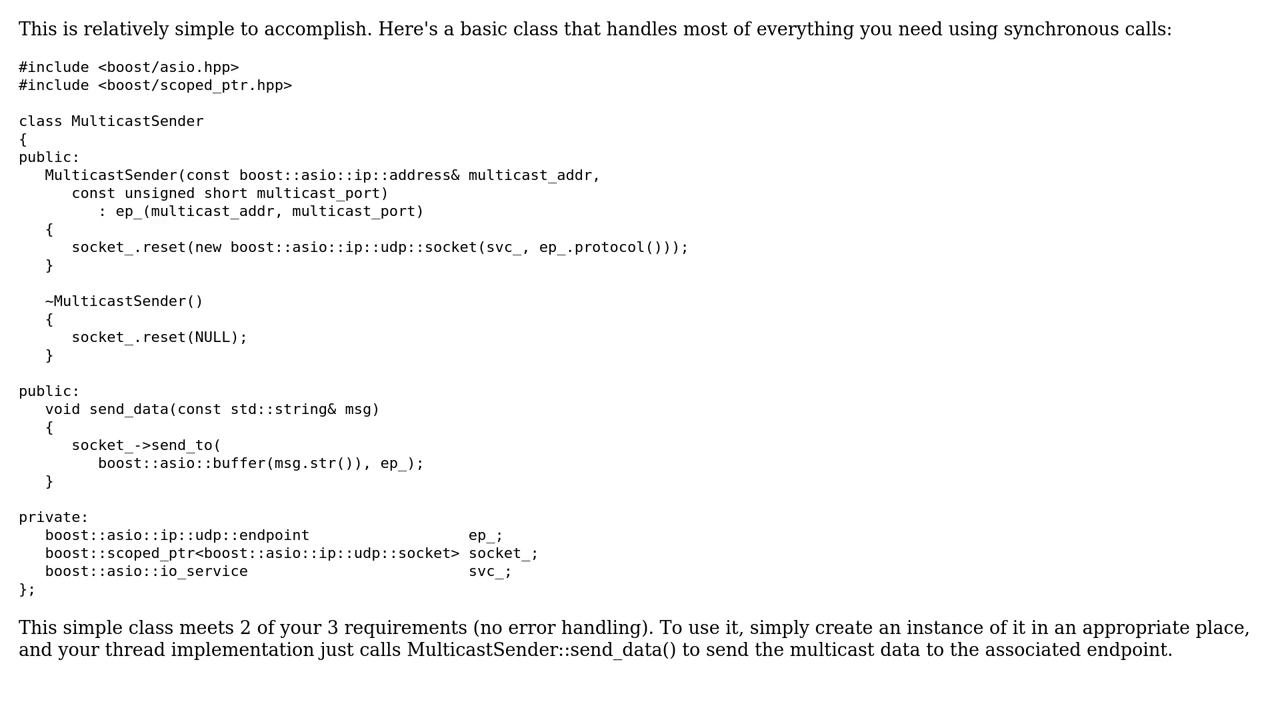 This is relatively simple to accomplish. Here's a basic class that handles most of everything you need using synchronous calls:
#include <boost/asio.hpp>
#include <boost/scoped_ptr.hpp>
class MulticastSender
{
public:
   MulticastSender(const boost::asio::ip::address& multicast_addr,
      const unsigned short multicast_port)
         : ep_(multicast_addr, multicast_port)
   {
      socket_.reset(new boost::asio::ip::udp::socket(svc_, ep_.protocol()));
   }
   ~MulticastSender()
   {
      socket_.reset(NULL);
   }
public:
   void send_data(const std::string& msg)
   {
      socket_->send_to(
         boost::asio::buffer(msg.str()), ep_);
   }
private:
   boost::asio::ip::udp::endpoint                  ep_;
   boost::scoped_ptr<boost::asio::ip::udp::socket> socket_;
   boost::asio::io_service                         svc_;
};
This simple class meets 2 of your 3 requirements (no error handling). To use it, simply create an instance of it in an appropriate place,
and your thread implementation just calls MulticastSender::send_data() to send the multicast data to the associated endpoint.